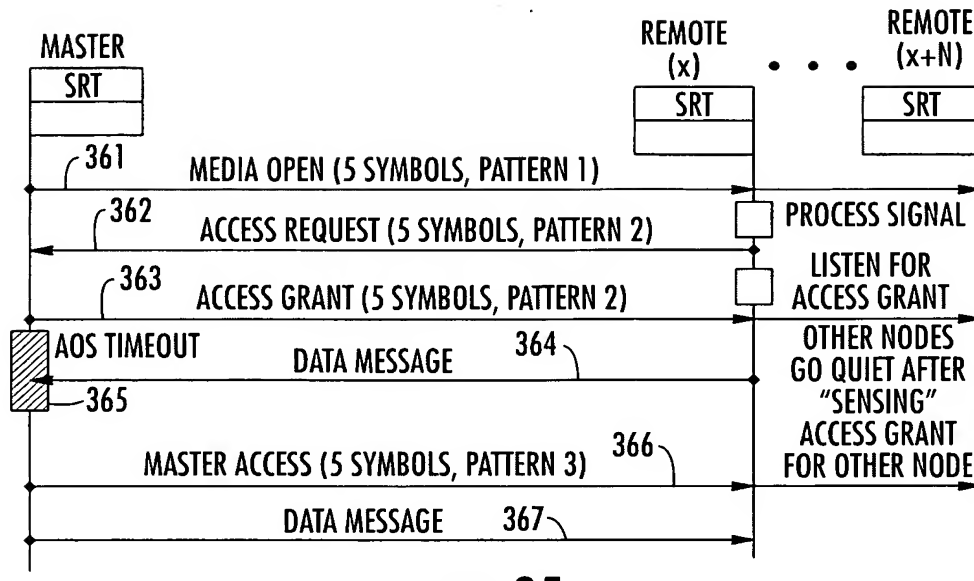 MASTER
SRT
REMOTE
(x)
• • •
REMOTE
(x+N)
SRT
SRT
361
MEDIA OPEN (5 SYMBOLS, PATTERN 1)
362
PROCESS SIGNAL
ACCESS REQUEST (5 SYMBOLS, PATTERN 2)
363
ACCESS GRANT (5 SYMBOLS, PATTERN 2)
LISTEN FOR
ACCESS GRANT
AOS TIMEOUT
365
DATA MESSAGE
364
OTHER NODES
GO QUIET AFTER
"SENSING"
ACCESS GRANT
FOR OTHER NODE
MASTER ACCESS (5 SYMBOLS, PATTERN 3)
366
DATA MESSAGE
367